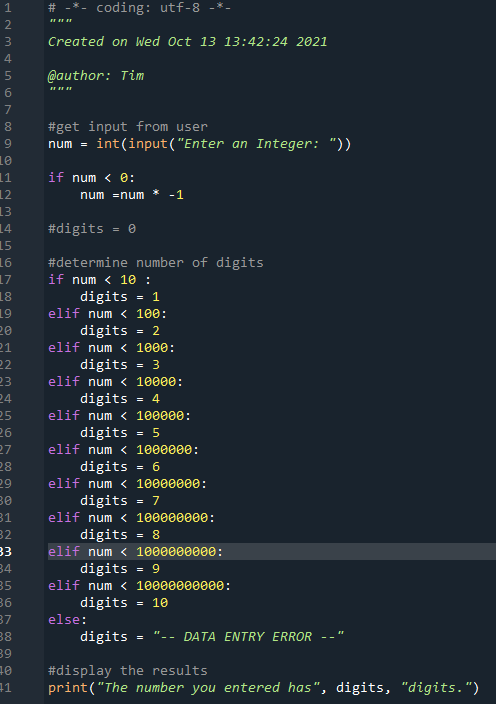 1 # -*- coding: utf-8 -*-
2 """
3 Created on Wed Oct 13 13:42:24 2021
4
5 @author: Tim
6 """
7
8 #get input from user
9 num = int(input("Enter an Integer: "))
10
11 if num < 0:
12     num =num * -1
13
14 #digits = 0
15
16 #determine number of digits
17 if num < 10 :
18     digits = 1
19 elif num < 100:
20     digits = 2
21 elif num < 1000:
22     digits = 3
23 elif num < 10000:
24     digits = 4
25 elif num < 100000:
26     digits = 5
27 elif num < 1000000:
28     digits = 6
29 elif num < 10000000:
30     digits = 7
31 elif num < 100000000:
32     digits = 8
33 elif num < 1000000000:
34     digits = 9
35 elif num < 10000000000:
36     digits = 10
37 else:
38     digits = "-- DATA ENTRY ERROR --"
39
40 #display the results
41 print("The number you entered has", digits, "digits.")